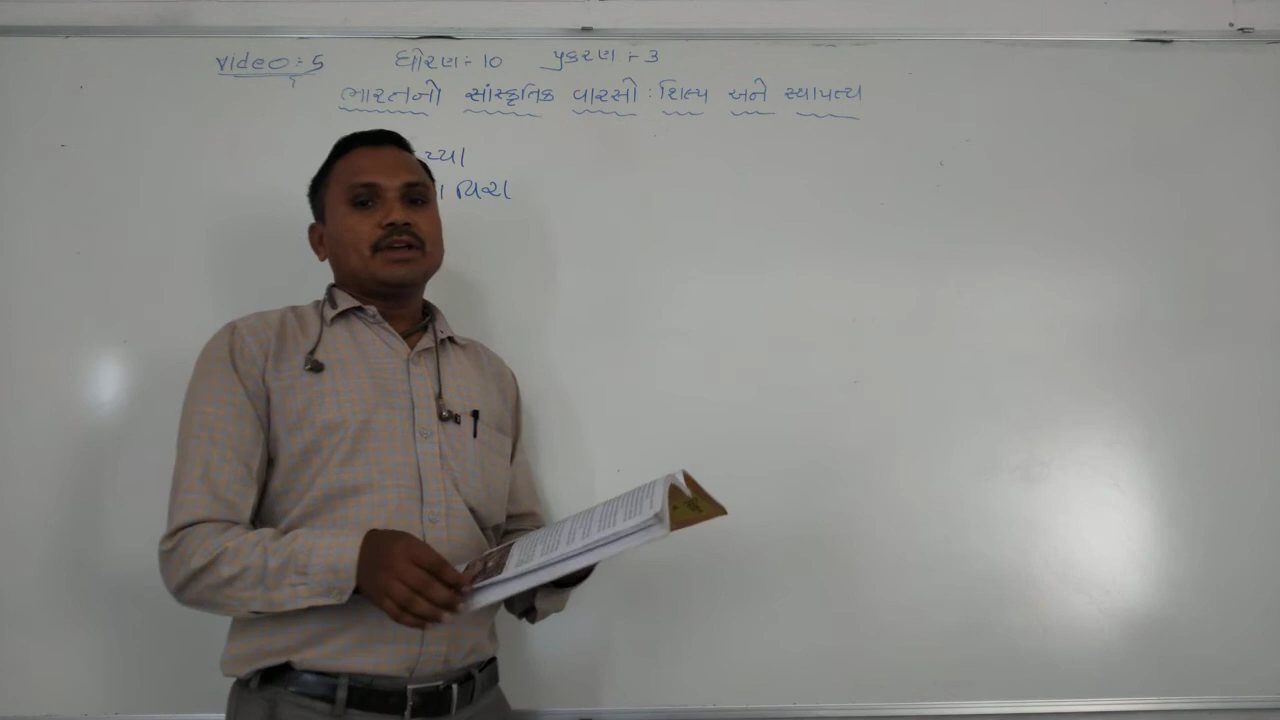 Video:- 5 ધોરણ:- 10 પ્રકરણ:- 3
ભારતનો સાંસ્કૃતિક વારસો : શિલ્પ અને સ્થાપત્ય